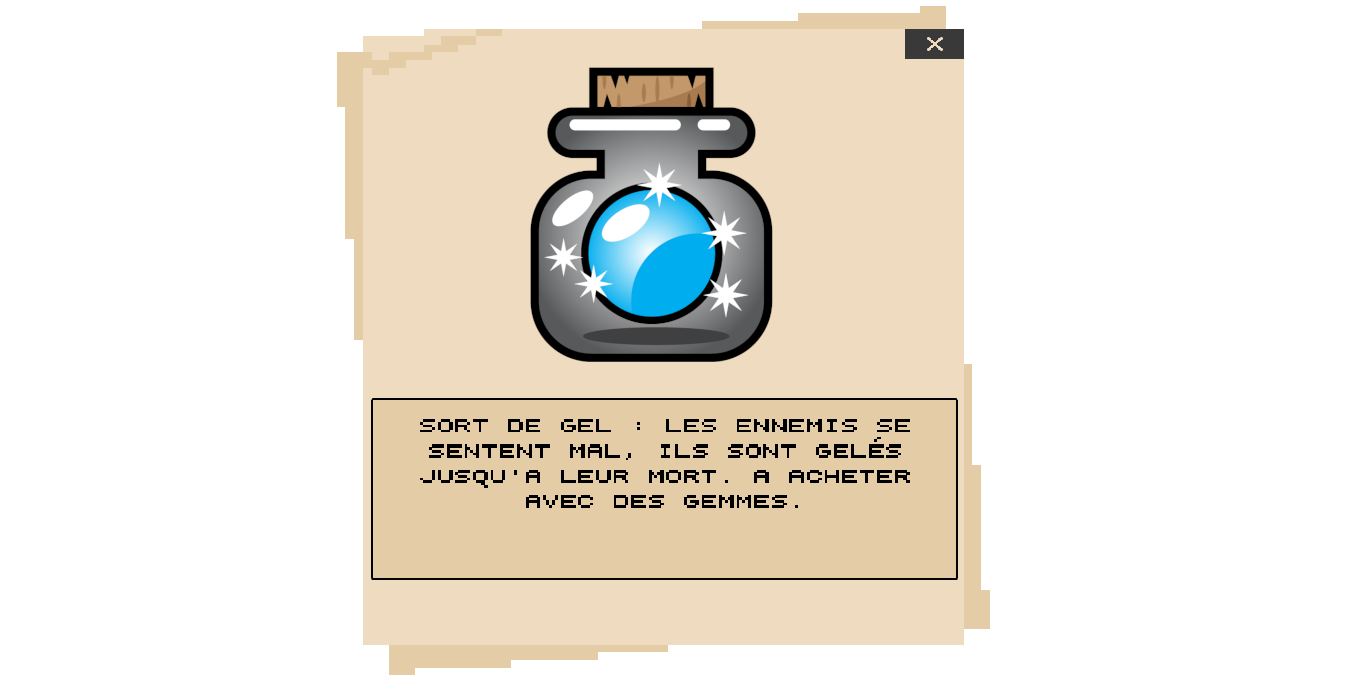 SORT DE GEL : LES ENNEMIS SE
SENTENT MAL, ILS SONT GELÉS
JUSQU'A LEUR MORT. A ACHETER
AVEC DES GEMMES.